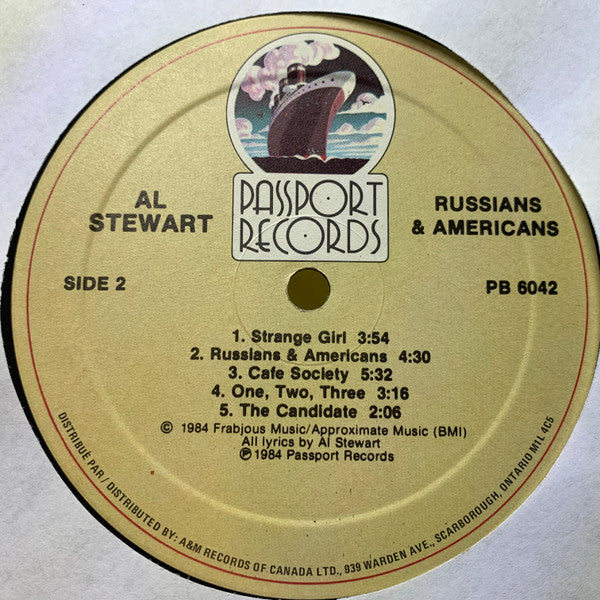 PASSPORT
RECORDS
AL
STEWART
RUSSIANS
& AMERICANS
SIDE 2
PB 6042
1. Strange Girl 3:54
2. Russians & Americans 4:30
3. Cafe Society 5:32
4. One, Two, Three 3:16
5. The Candidate 2:06
© 1984 Frabjous Music/Approximate Music (BMI)
All lyrics by Al Stewart
℗ 1984 Passport Records
DISTRIBUÉ PAR / DISTRIBUTED BY: A&M RECORDS OF CANADA LTD., 939 WARDEN AVE., SCARBOROUGH, ONTARIO M1L 4C5